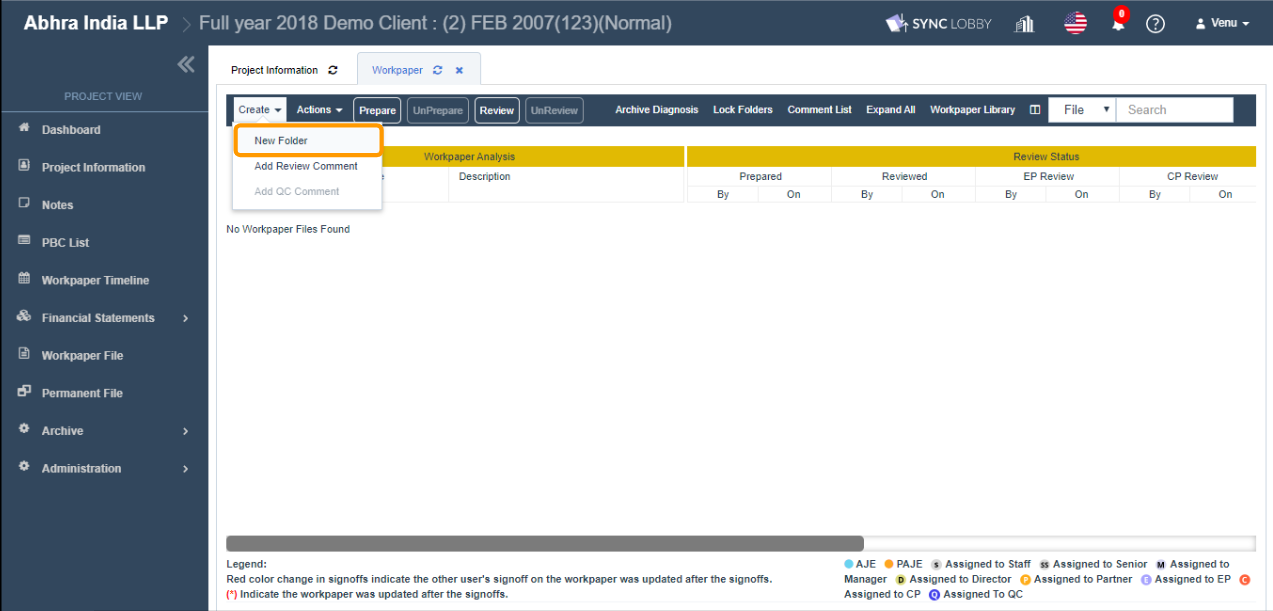 Abhra India LLP > Full year 2018 Demo Client : (2) FEB 2007(123)(Normal)
SYNC LOBBY
0
?
Venu
PROJECT VIEW
Dashboard
Project Information
Notes
PBC List
Workpaper Timeline
Financial Statements
Workpaper File
Permanent File
Archive
Administration
Project Information
Workpaper
Create
Actions
Prepare
UnPrepare
Review
UnReview
Archive Diagnosis
Lock Folders
Comment List
Expand All
Workpaper Library
File
Search
New Folder
Add Review Comment
Add QC Comment
Workpaper Analysis
Review Status
Description
Prepared
Reviewed
EP Review
CP Review
By On By On By On By On
No Workpaper Files Found
Legend:
Red color change in signoffs indicate the other user's signoff on the workpaper was updated after the signoffs.
(*) Indicate the workpaper was updated after the signoffs.
AJE PAJE S Assigned to Staff SS Assigned to Senior M Assigned to
Manager D Assigned to Director P Assigned to Partner E Assigned to EP C
Assigned to CP Q Assigned To QC